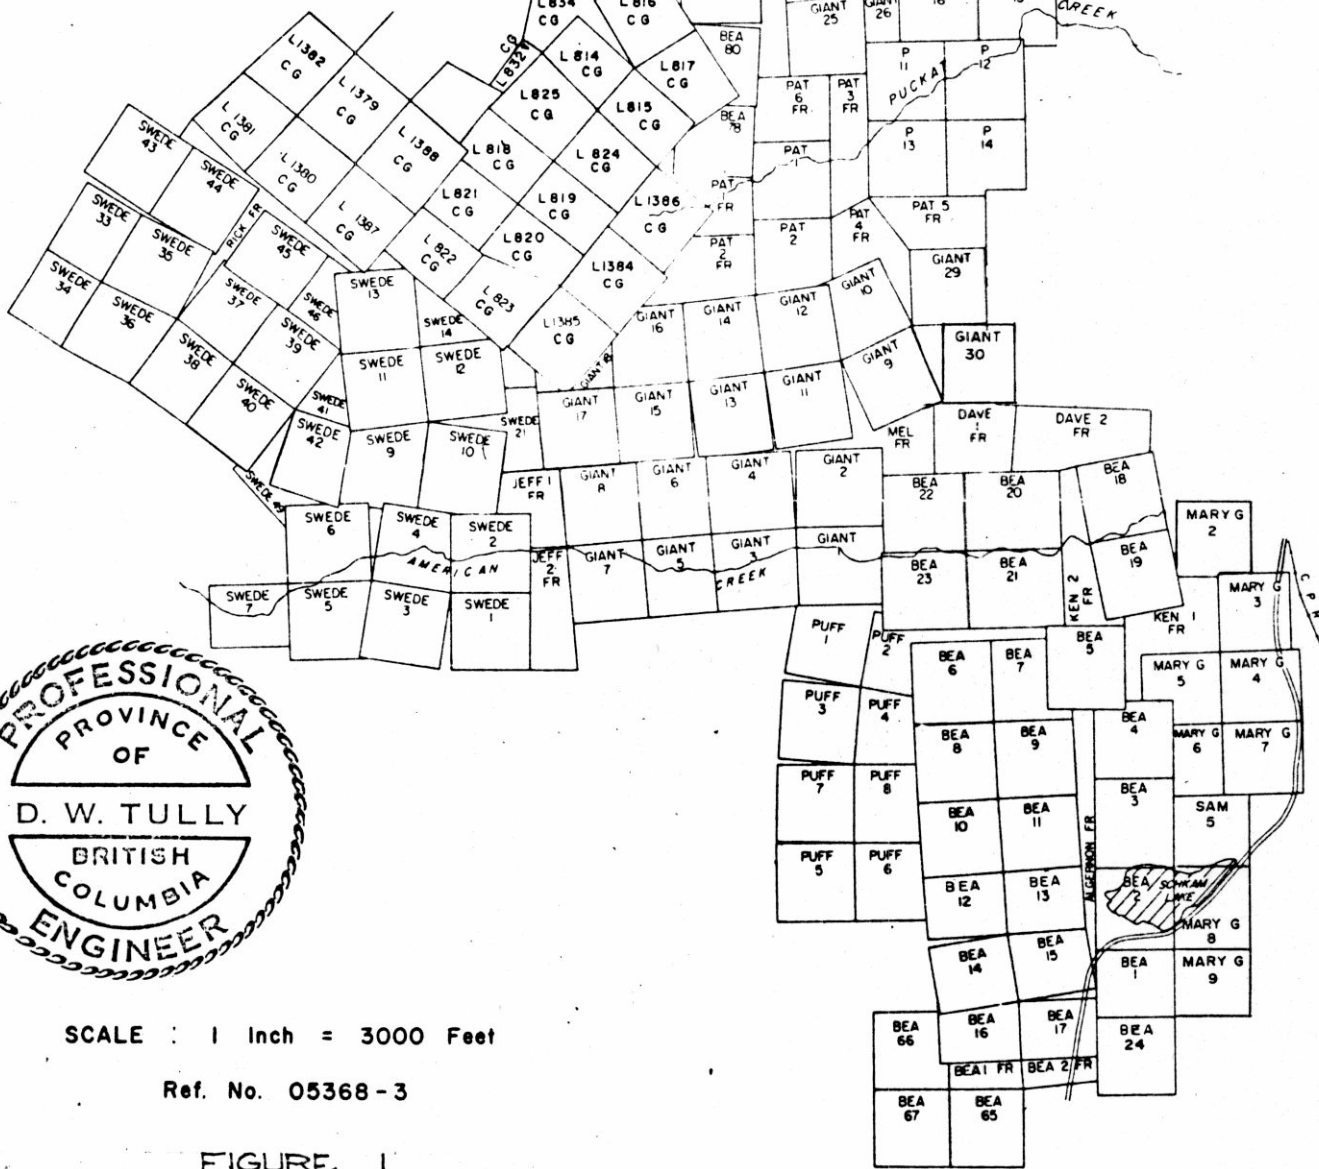 L834
CG
L816
CG
GIANT
25
GIANT
26
CREEK
L1382
CG
CG
L832
L 814
CG
L 817
CG
BEA
80
P
11
P
12
PUCKAT
L 1379
CG
L825
CG
L815
CG
PAT
6
FR
PAT
3
FR
L 1381
CG
BEA
78
P
13
P
14
SWEDE
43
L 1388
CG
L818
CG
L 824
CG
PAT
1
SWEDE
44
L 1380
CG
L 821
CG
L819
CG
L 1386
CG
PAT
1
FR
SWEDE
33
RICK FR
L 1387
CG
L 822
CG
L820
CG
PAT
2
FR
PAT
2
PAT
4
FR
PAT 5
FR
SWEDE
35
SWEDE
45
L1384
CG
GIANT
29
SWEDE
34
SWEDE
36
SWEDE
37
SWEDE
46
SWEDE
13
L 823
CG
GIANT
10
SWEDE
14
L1385
CG
GIANT
16
GIANT
14
GIANT
12
SWEDE
38
SWEDE
39
GIANT
30
SWEDE
11
SWEDE
12
GIANT 18
GIANT
9
SWEDE
40
SWEDE
41
SWEDE
21
GIANT
17
GIANT
15
GIANT
13
GIANT
11
SWEDE
42
SWEDE
9
SWEDE
10
MEL
FR
DAVE
1
FR
DAVE 2
FR
SWEDE
JEFF 1
FR
GIANT
8
GIANT
6
GIANT
4
GIANT
2
BEA
22
BEA
20
BEA
18
SWEDE
6
SWEDE
4
SWEDE
2
MARY G
2
AMERICAN
JEFF
2
FR
GIANT
7
GIANT
5
GIANT
3
GIANT
1
CREEK
BEA
23
BEA
21
KEN 2
FR
BEA
19
MARY G
3
CPR
SWEDE
7
SWEDE
5
SWEDE
3
SWEDE
1
PUFF
1
PUFF
2
KEN 1
FR
BEA
6
BEA
7
BEA
5
MARY G
5
MARY G
4
PUFF
3
PUFF
4
BEA
8
BEA
9
BEA
4
MARY G
6
MARY G
7
PUFF
7
PUFF
8
BEA
10
BEA
11
BEA
3
SAM
5
ALGERNON FR
PUFF
5
PUFF
6
BEA
12
BEA
13
BEA
2
SCHKAM
LAKE
MARY G
8
BEA
14
BEA
15
BEA
1
MARY G
9
BEA
66
BEA
16
BEA
17
BEA
24
BEA 1 FR
BEA 2 FR
BEA
67
BEA
65
PROFESSIONAL
PROVINCE
OF
D. W. TULLY
BRITISH
COLUMBIA
ENGINEER
SCALE : 1 Inch = 3000 Feet
Ref. No. 05368-3
FIGURE 1